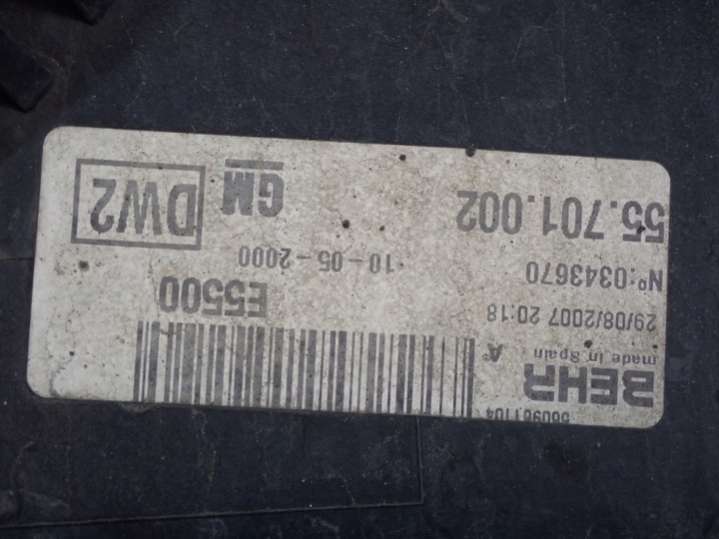 BEHR
made in Spain A
29/08/2007 20:18
E5500
Nº:0343670
10-05-2000
55.701.002
GM
DW2